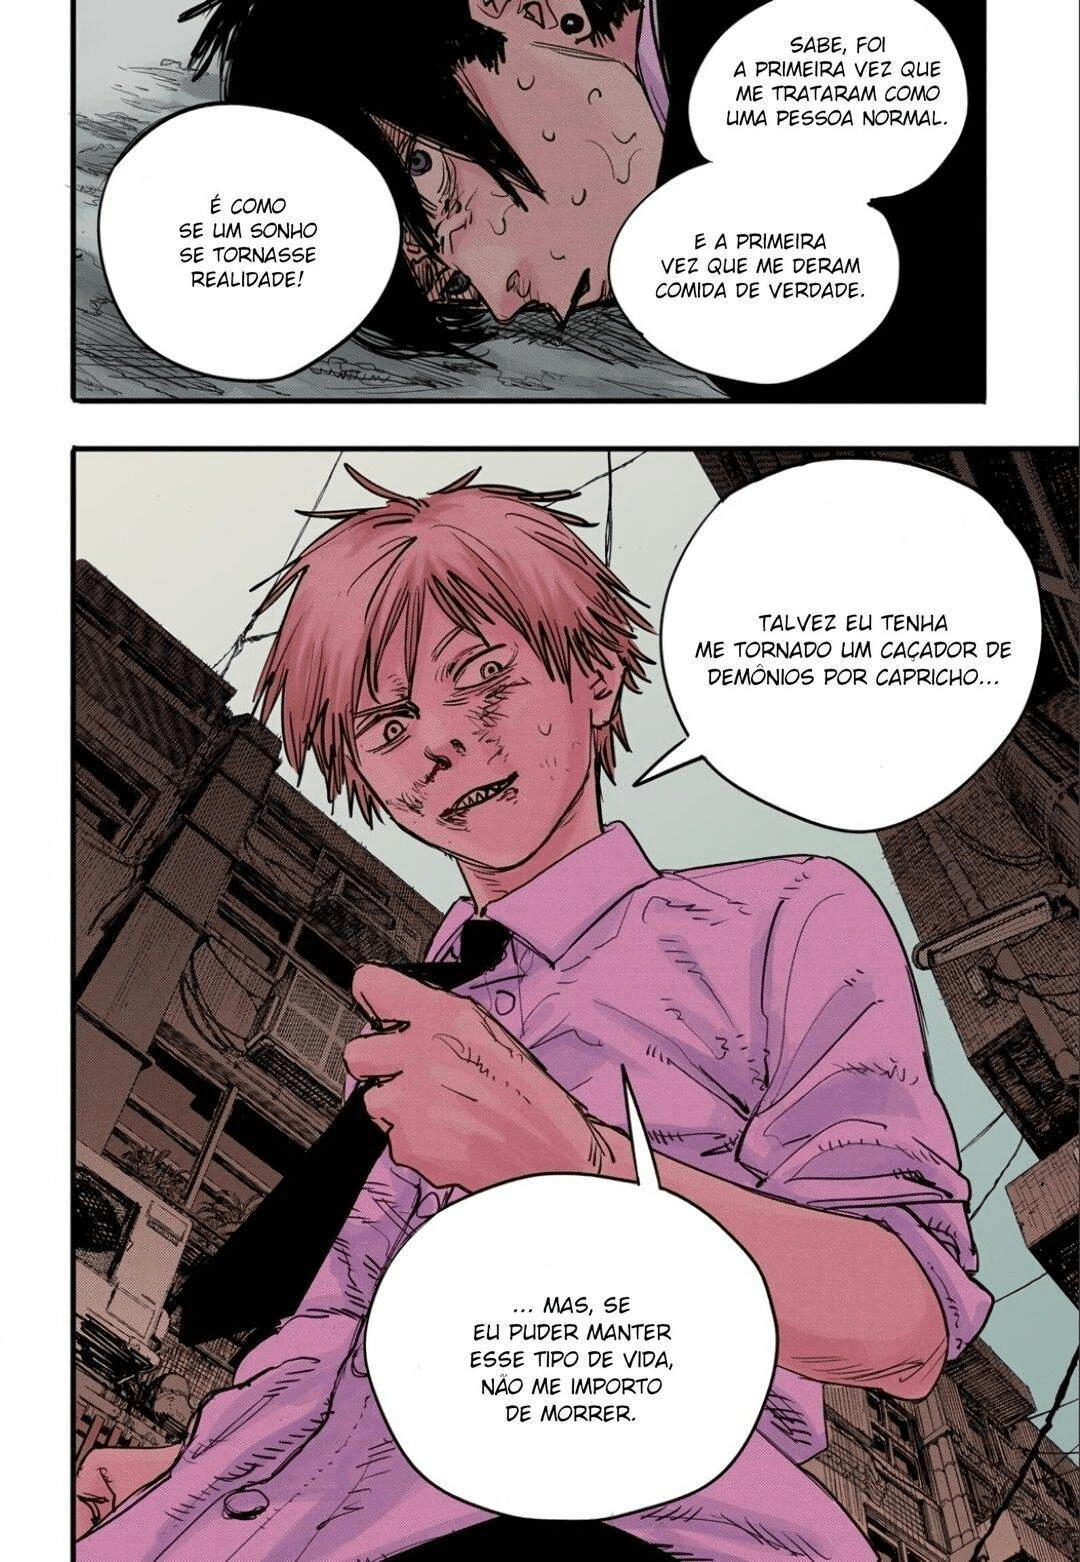 SABE, FOI
A PRIMEIRA VEZ QUE
ME TRATARAM COMO
UMA PESSOA NORMAL.
E A PRIMEIRA
VEZ QUE ME DERAM
COMIDA DE VERDADE.
É COMO
SE UM SONHO
SE TORNASSE
REALIDADE!
TALVEZ EU TENHA
ME TORNADO UM CAÇADOR DE
DEMÔNIOS POR CAPRICHO...
... MAS, SE
EU PUDER MANTER
ESSE TIPO DE VIDA,
NÃO ME IMPORTO
DE MORRER.